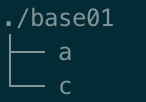 ./base01
├── a
└── c